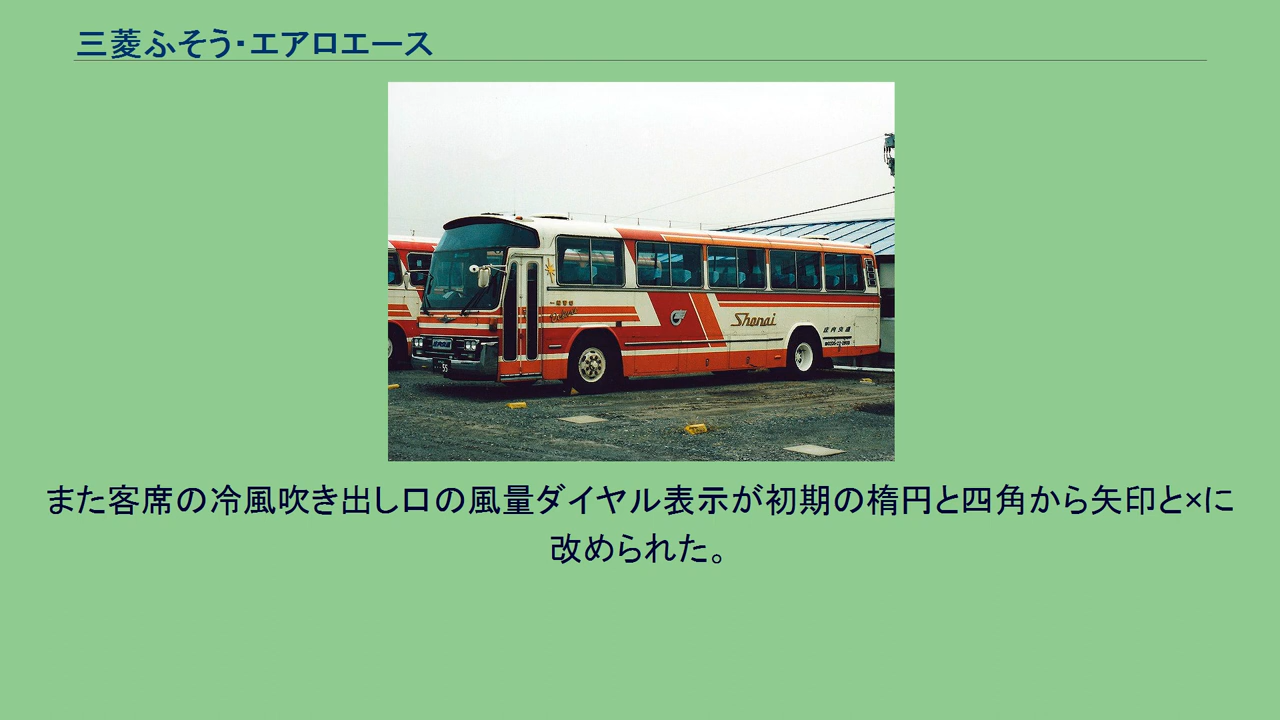 三菱ふそう・エアロエース
Shonai
55
また客席の冷風吹き出し口の風量ダイヤル表示が初期の楕円と四角から矢印と×に
改められた。